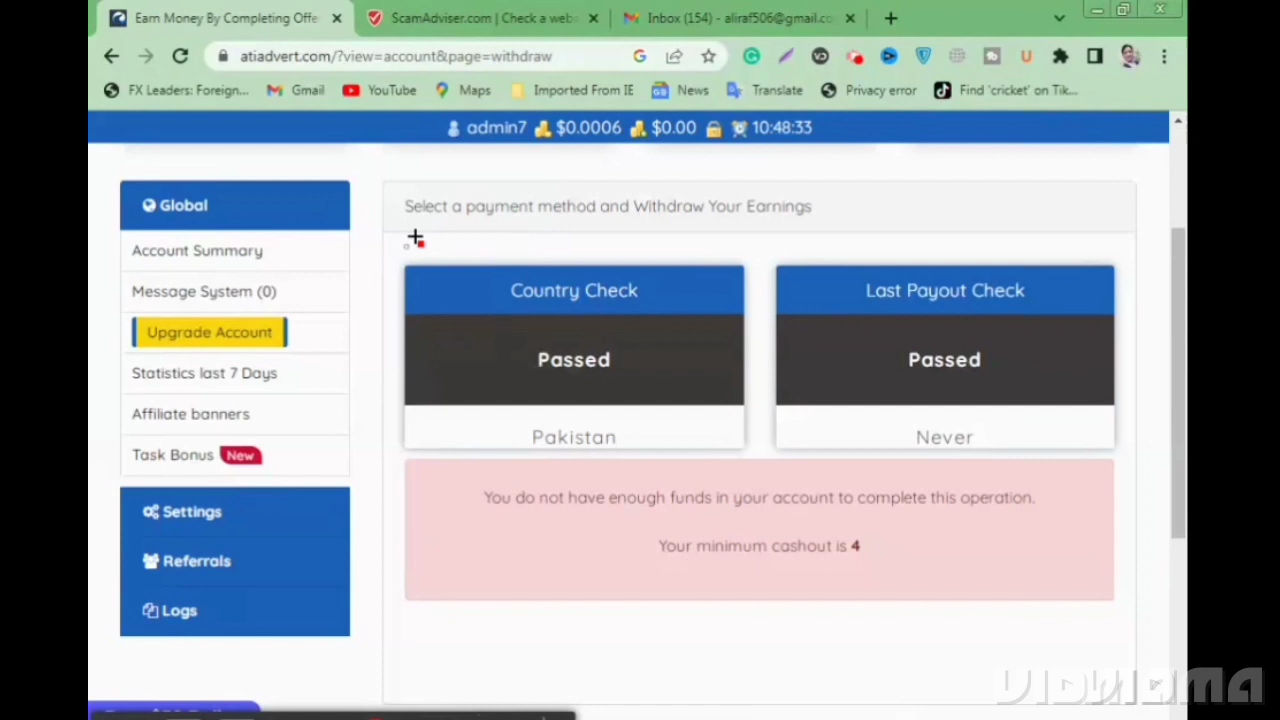 Earn Money By Completing Offe
ScamAdviser.com | Check a webs
Inbox (154) - aliraf506@gmail.co
atiadvert.com/?view=account&page=withdraw
FX Leaders: Foreign...
Gmail
YouTube
Maps
Imported From IE
News
Translate
Privacy error
Find 'cricket' on Tik...
admin7 $0.0006 $0.00 10:48:33
Global
Account Summary
Message System (0)
Upgrade Account
Statistics last 7 Days
Affiliate banners
Task Bonus New
Settings
Referrals
Logs
Select a payment method and Withdraw Your Earnings
Country Check
Passed
Pakistan
Last Payout Check
Passed
Never
You do not have enough funds in your account to complete this operation.
Your minimum cashout is 4
VIDMAMA